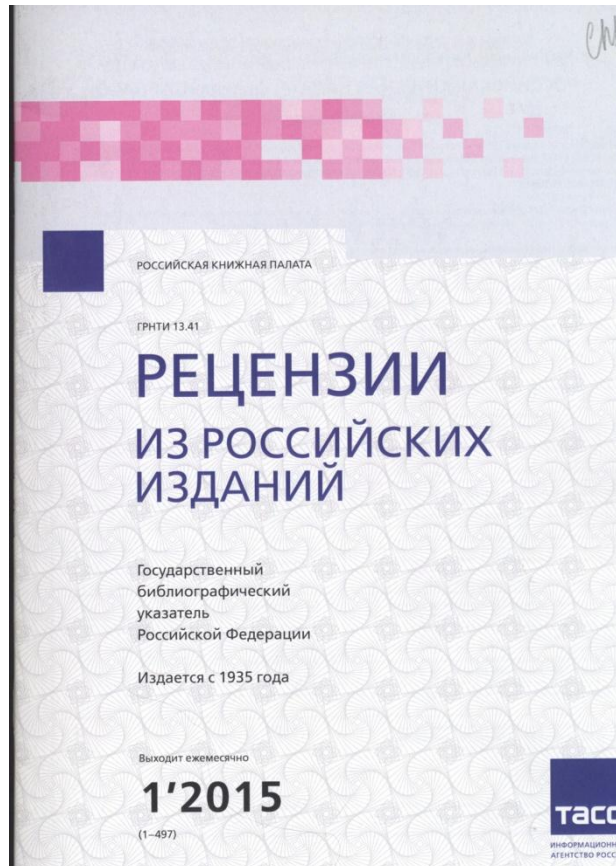 РОССИЙСКАЯ КНИЖНАЯ ПАЛАТА
ГРНТИ 13.41
РЕЦЕНЗИИ
ИЗ РОССИЙСКИХ
ИЗДАНИЙ
Государственный
библиографический
указатель
Российской Федерации
Издается с 1935 года
Выходит ежемесячно
1'2015
(1–497)
ТАСС
АГЕНТСТВО